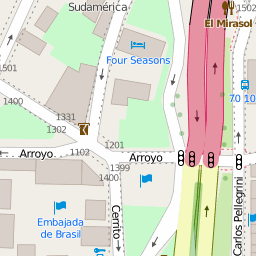 Sudamérica
1502
El Mirasol
1501
Four Seasons
70 10
1400
1331
1302
1201
Arroyo
1102
Arroyo
1399
1400
Embajada
de Brasil
Cerrito
Carlos Pellegrini